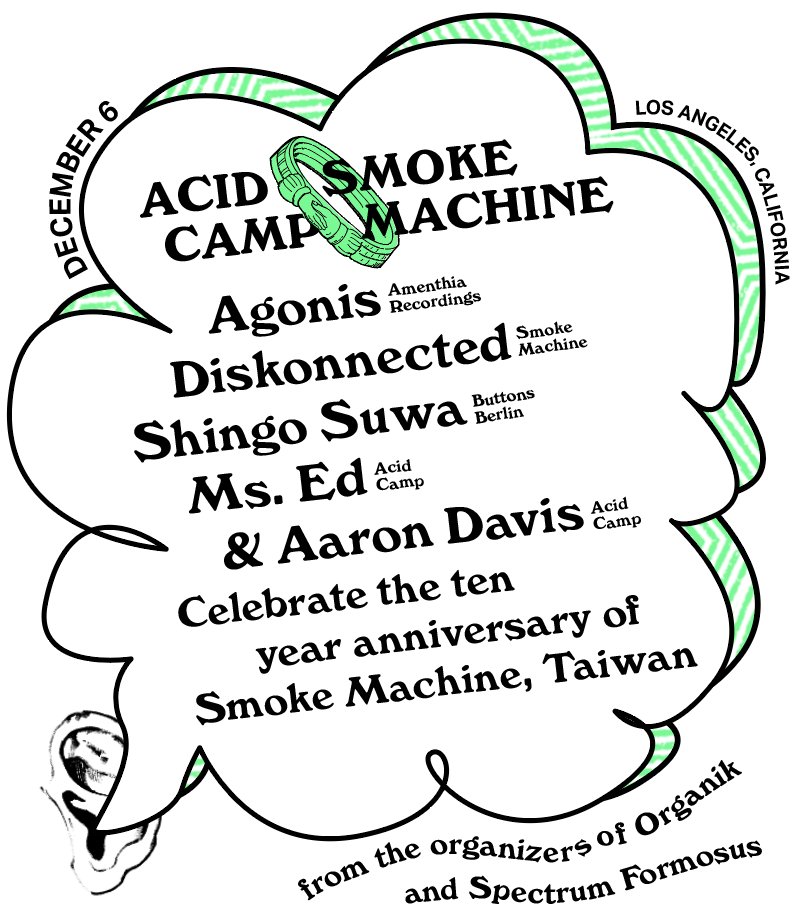 DECEMBER 6
LOS ANGELES, CALIFORNIA
ACID SMOKE
CAMP MACHINE
Agonis Amenthia Recordings
Diskonnected Smoke Machine
Shingo Suwa Buttons Berlin
Ms. Ed Acid Camp
& Aaron Davis Acid Camp
Celebrate the ten
year anniversary of
Smoke Machine, Taiwan
from the organizers of Organik
and Spectrum Formosus